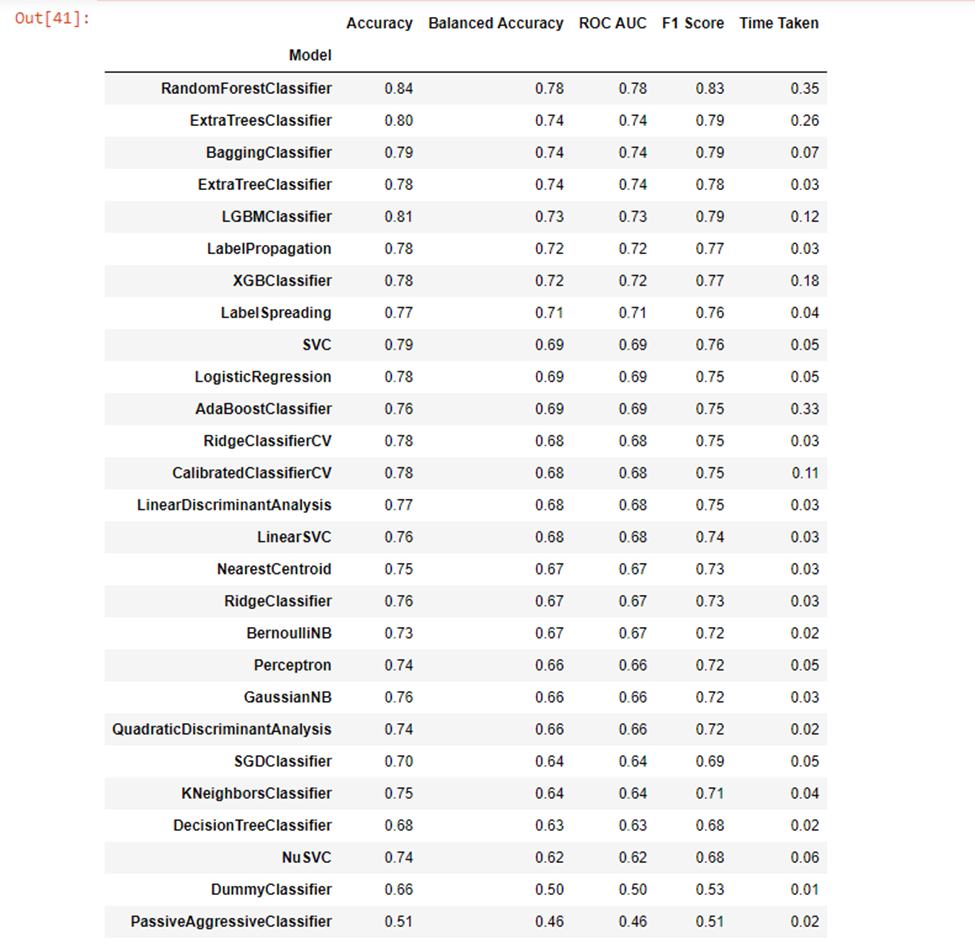 Out[41]:
Accuracy Balanced Accuracy ROC AUC F1 Score Time Taken
Model
RandomForestClassifier 0.84 0.78 0.78 0.83 0.35
ExtraTreesClassifier 0.80 0.74 0.74 0.79 0.26
BaggingClassifier 0.79 0.74 0.74 0.79 0.07
ExtraTreeClassifier 0.78 0.74 0.74 0.78 0.03
LGBMClassifier 0.81 0.73 0.73 0.79 0.12
LabelPropagation 0.78 0.72 0.72 0.77 0.03
XGBClassifier 0.78 0.72 0.72 0.77 0.18
LabelSpreading 0.77 0.71 0.71 0.76 0.04
SVC 0.79 0.69 0.69 0.76 0.05
LogisticRegression 0.78 0.69 0.69 0.75 0.05
AdaBoostClassifier 0.76 0.69 0.69 0.75 0.33
RidgeClassifierCV 0.78 0.68 0.68 0.75 0.03
CalibratedClassifierCV 0.78 0.68 0.68 0.75 0.11
LinearDiscriminantAnalysis 0.77 0.68 0.68 0.75 0.03
LinearSVC 0.76 0.68 0.68 0.74 0.03
NearestCentroid 0.75 0.67 0.67 0.73 0.03
RidgeClassifier 0.76 0.67 0.67 0.73 0.03
BernoulliNB 0.73 0.67 0.67 0.72 0.02
Perceptron 0.74 0.66 0.66 0.72 0.05
GaussianNB 0.76 0.66 0.66 0.72 0.03
QuadraticDiscriminantAnalysis 0.74 0.66 0.66 0.72 0.02
SGDClassifier 0.70 0.64 0.64 0.69 0.05
KNeighborsClassifier 0.75 0.64 0.64 0.71 0.04
DecisionTreeClassifier 0.68 0.63 0.63 0.68 0.02
NuSVC 0.74 0.62 0.62 0.68 0.06
DummyClassifier 0.66 0.50 0.50 0.53 0.01
PassiveAggressiveClassifier 0.51 0.46 0.46 0.51 0.02